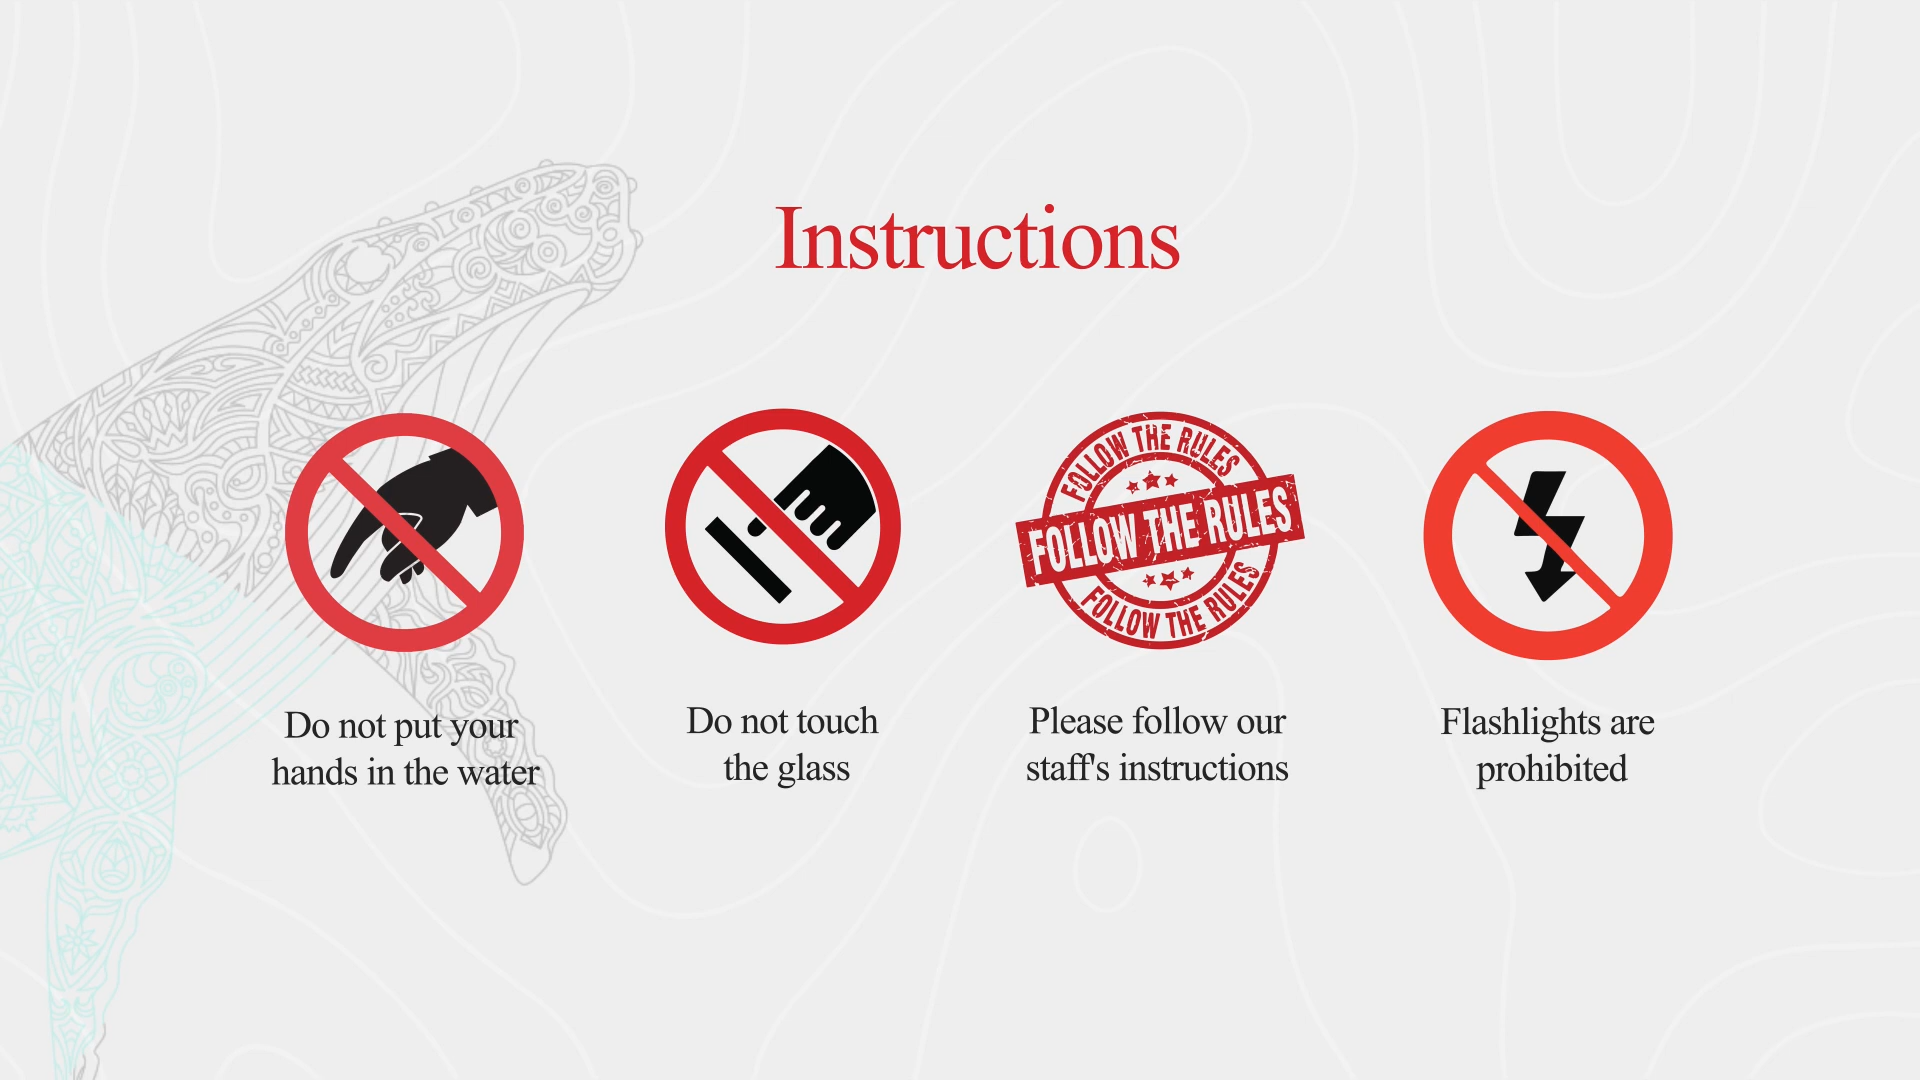 Instructions
FOLLOW THE RULES
FOLLOW THE RULES
FOLLOW THE RULES
Do not put your
hands in the water
Do not touch
the glass
Please follow our
staff's instructions
Flashlights are
prohibited